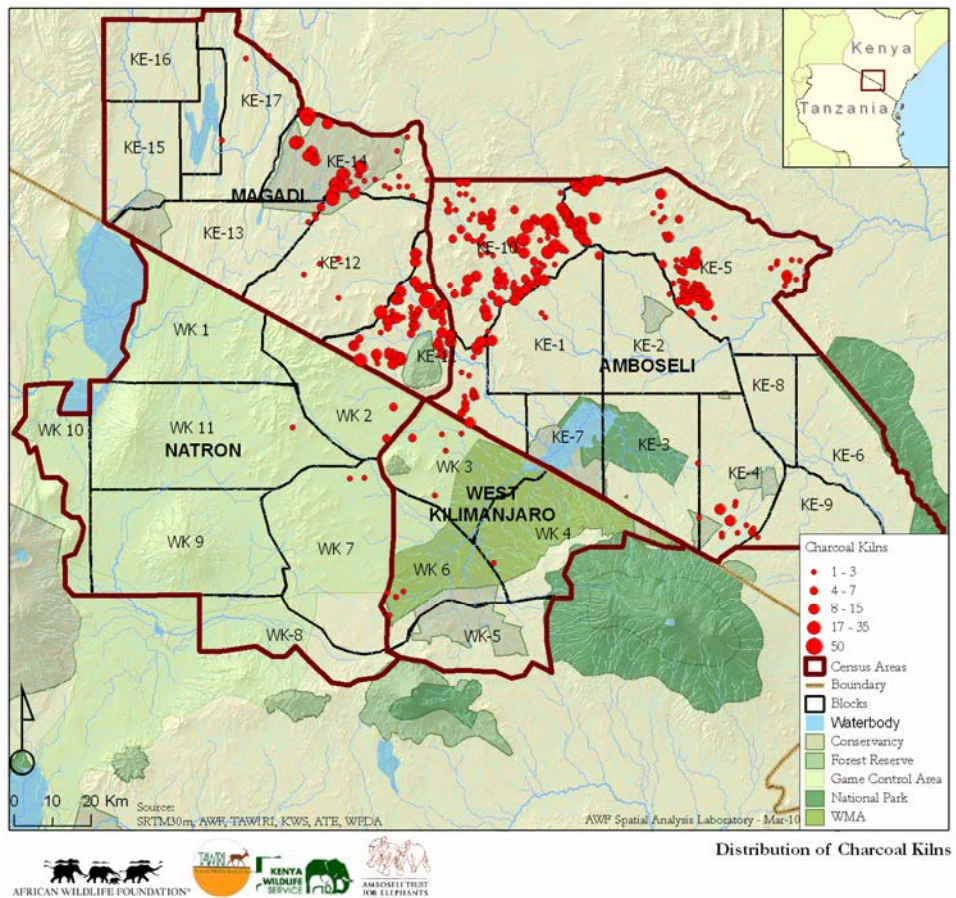 Kenya
Tanzania
KE-16
KE-17
KE-15
KE-14
MAGADI
KE-13
KE-12
KE-10
KE-5
WK 1
KE-1
KE-2
AMBOSELI
KE-8
WK 10
WK 11
WK 2
NATRON
KE-7
KE-3
KE-6
KE-4
WK 3
WEST
KILIMANJARO
KE-9
WK 9
WK 7
WK 4
WK 6
WK-8
WK-5
Charcoal Kilns
1 - 3
4 - 7
8 - 15
17 - 35
50
Census Areas
Boundary
Blocks
Waterbody
Conservancy
Forest Reserve
Game Control Area
National Park
WMA
0 10 20 Km
Source:
SRTM30m, AWF, TAWIRI, KWS, ATE, WPDA
AWF Spatial Analysis Laboratory - Mar-10
Distribution of Charcoal Kilns
AFRICAN WILDLIFE FOUNDATION®
TAWIRI
KENYA
WILDLIFE
SERVICE
AMBOSELI TRUST
FOR ELEPHANTS